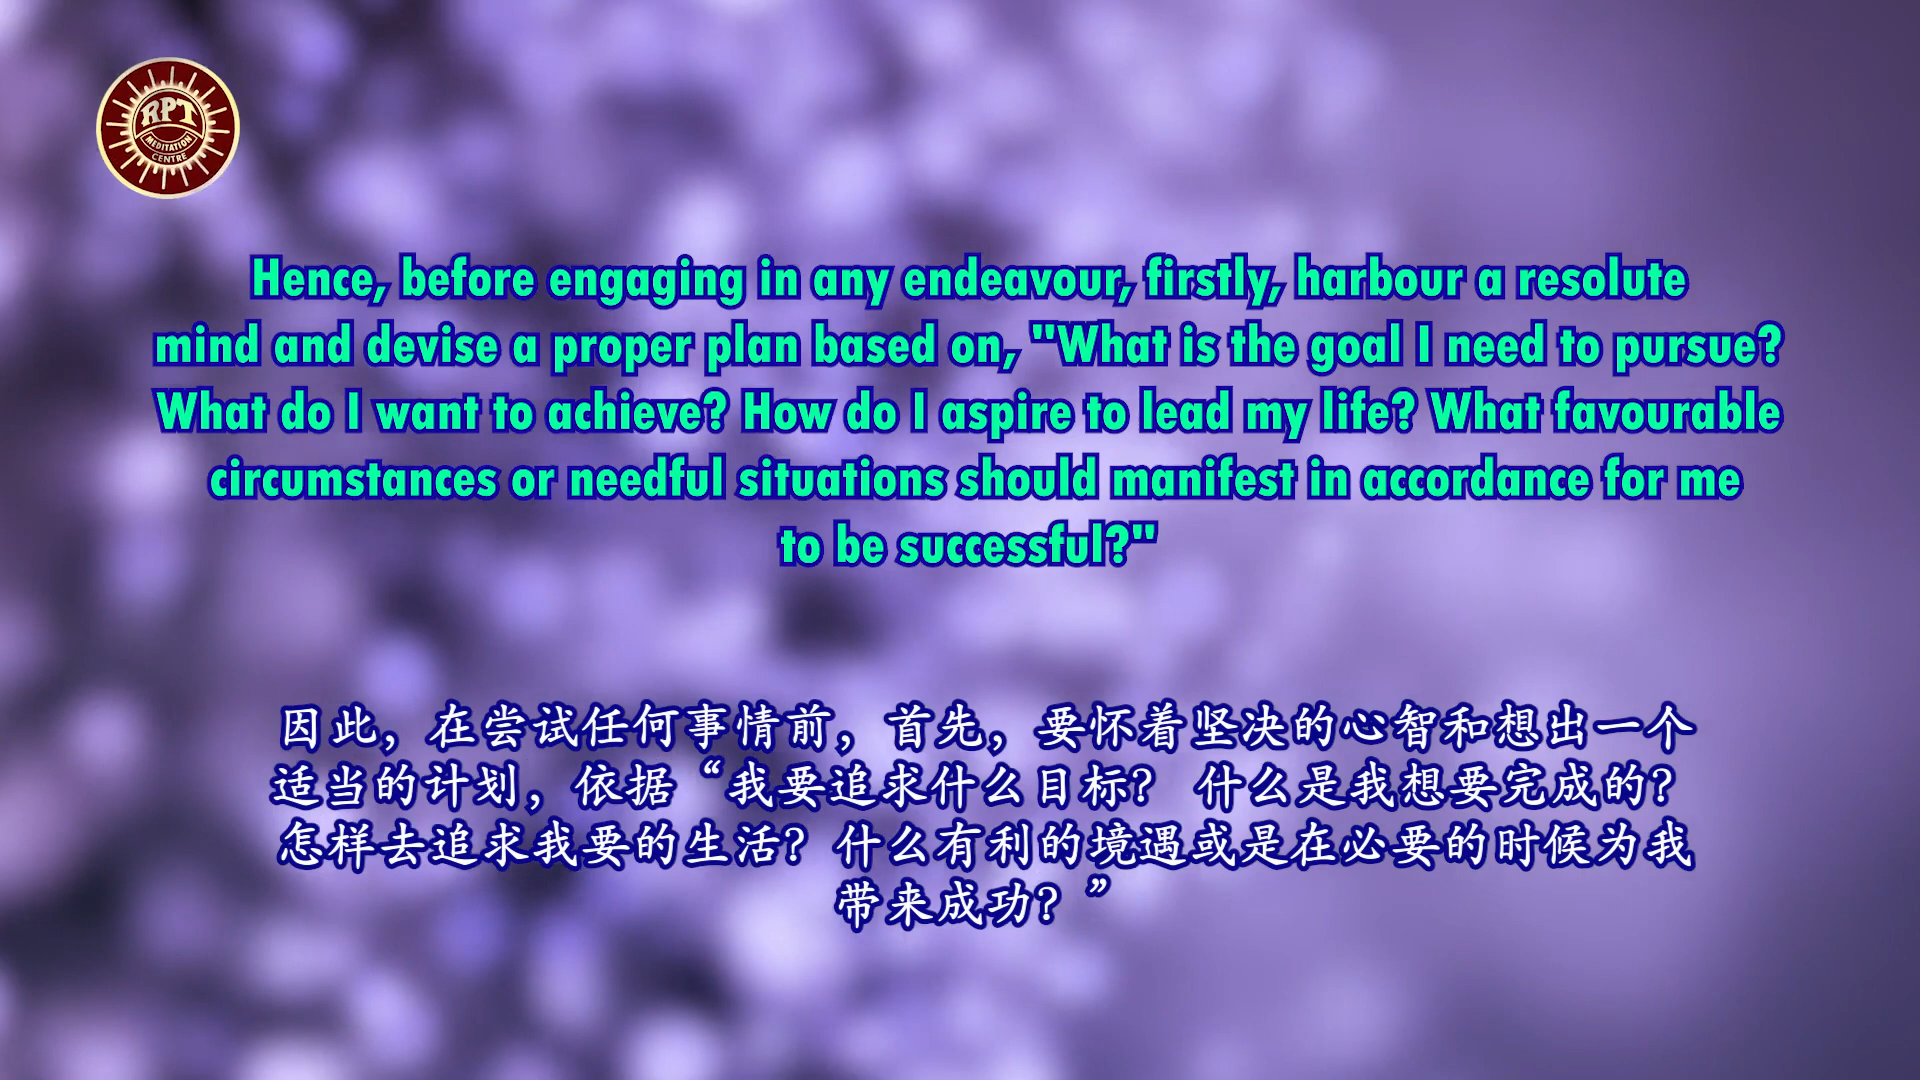 RPT
MEDITATION
CENTRE
Hence, before engaging in any endeavour, firstly, harbour a resolute
mind and devise a proper plan based on, "What is the goal I need to pursue?
What do I want to achieve? How do I aspire to lead my life? What favourable
circumstances or needful situations should manifest in accordance for me
to be successful?"
因此，在尝试任何事情前，首先，要怀着坚决的心智和想出一个
适当的计划，依据“我要追求什么目标？ 什么是我想要完成的？
怎样去追求我要的生活？什么有利的境遇或是在必要的时候为我
带来成功？”